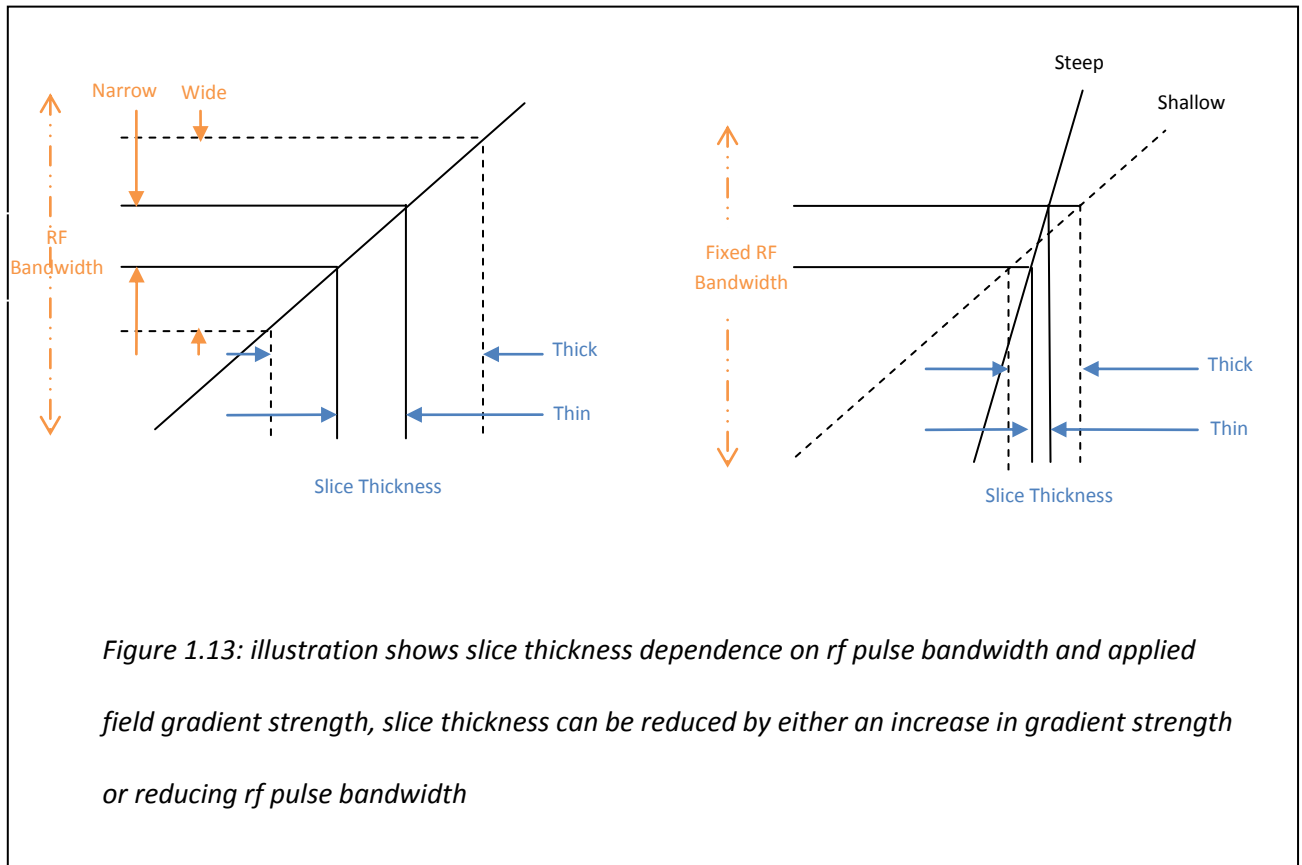 Narrow
Wide
RF
Bandwidth
Thick
Thin
Slice Thickness
Steep
Shallow
Fixed RF
Bandwidth
Thick
Thin
Slice Thickness
Figure 1.13: illustration shows slice thickness dependence on rf pulse bandwidth and applied
field gradient strength, slice thickness can be reduced by either an increase in gradient strength
or reducing rf pulse bandwidth